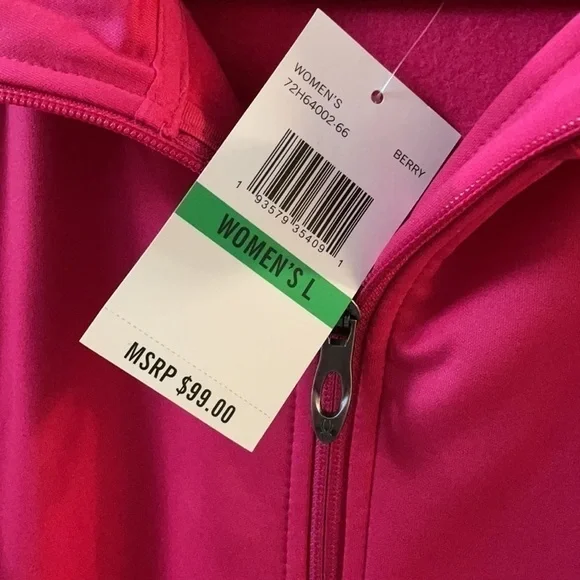 WOMEN'S
72H64002-66
BERRY
1 93579 35409 1
WOMEN'S L
MSRP $99.00